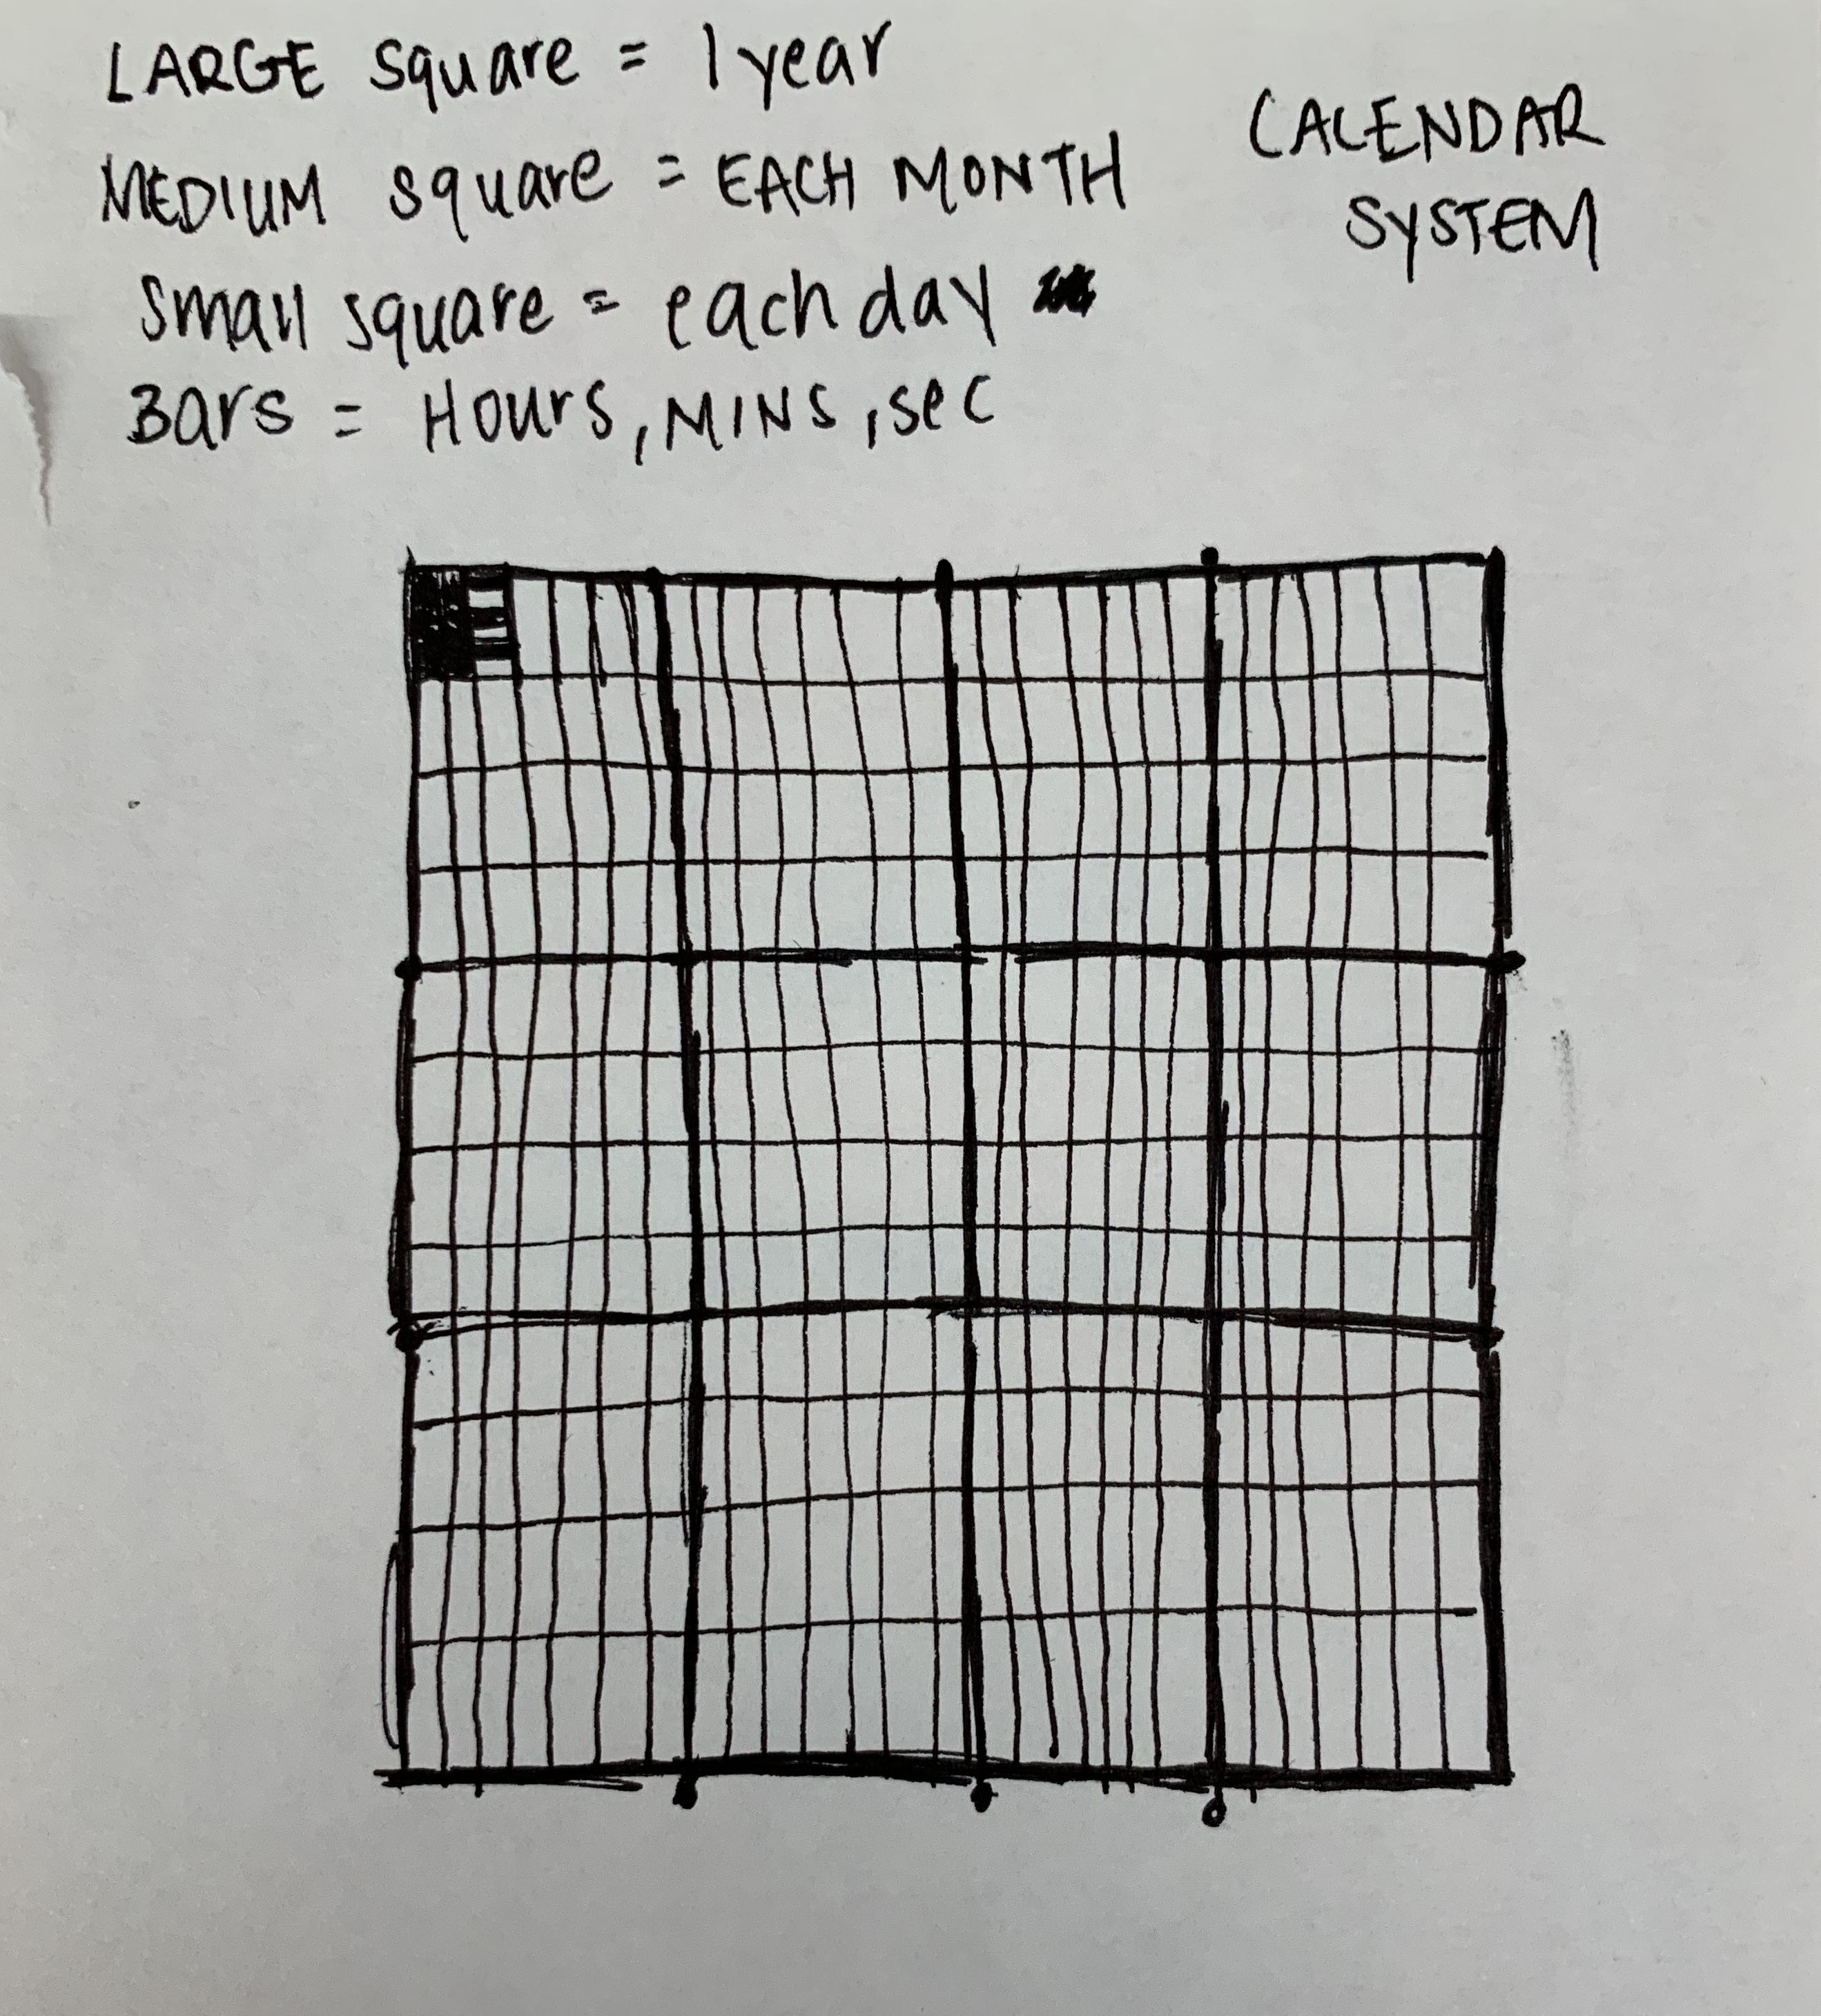 LARGE square = 1 year
MEDIUM square = EACH MONTH
small square = each day
Bars = Hours, MINS, sec
CALENDAR
SYSTEM